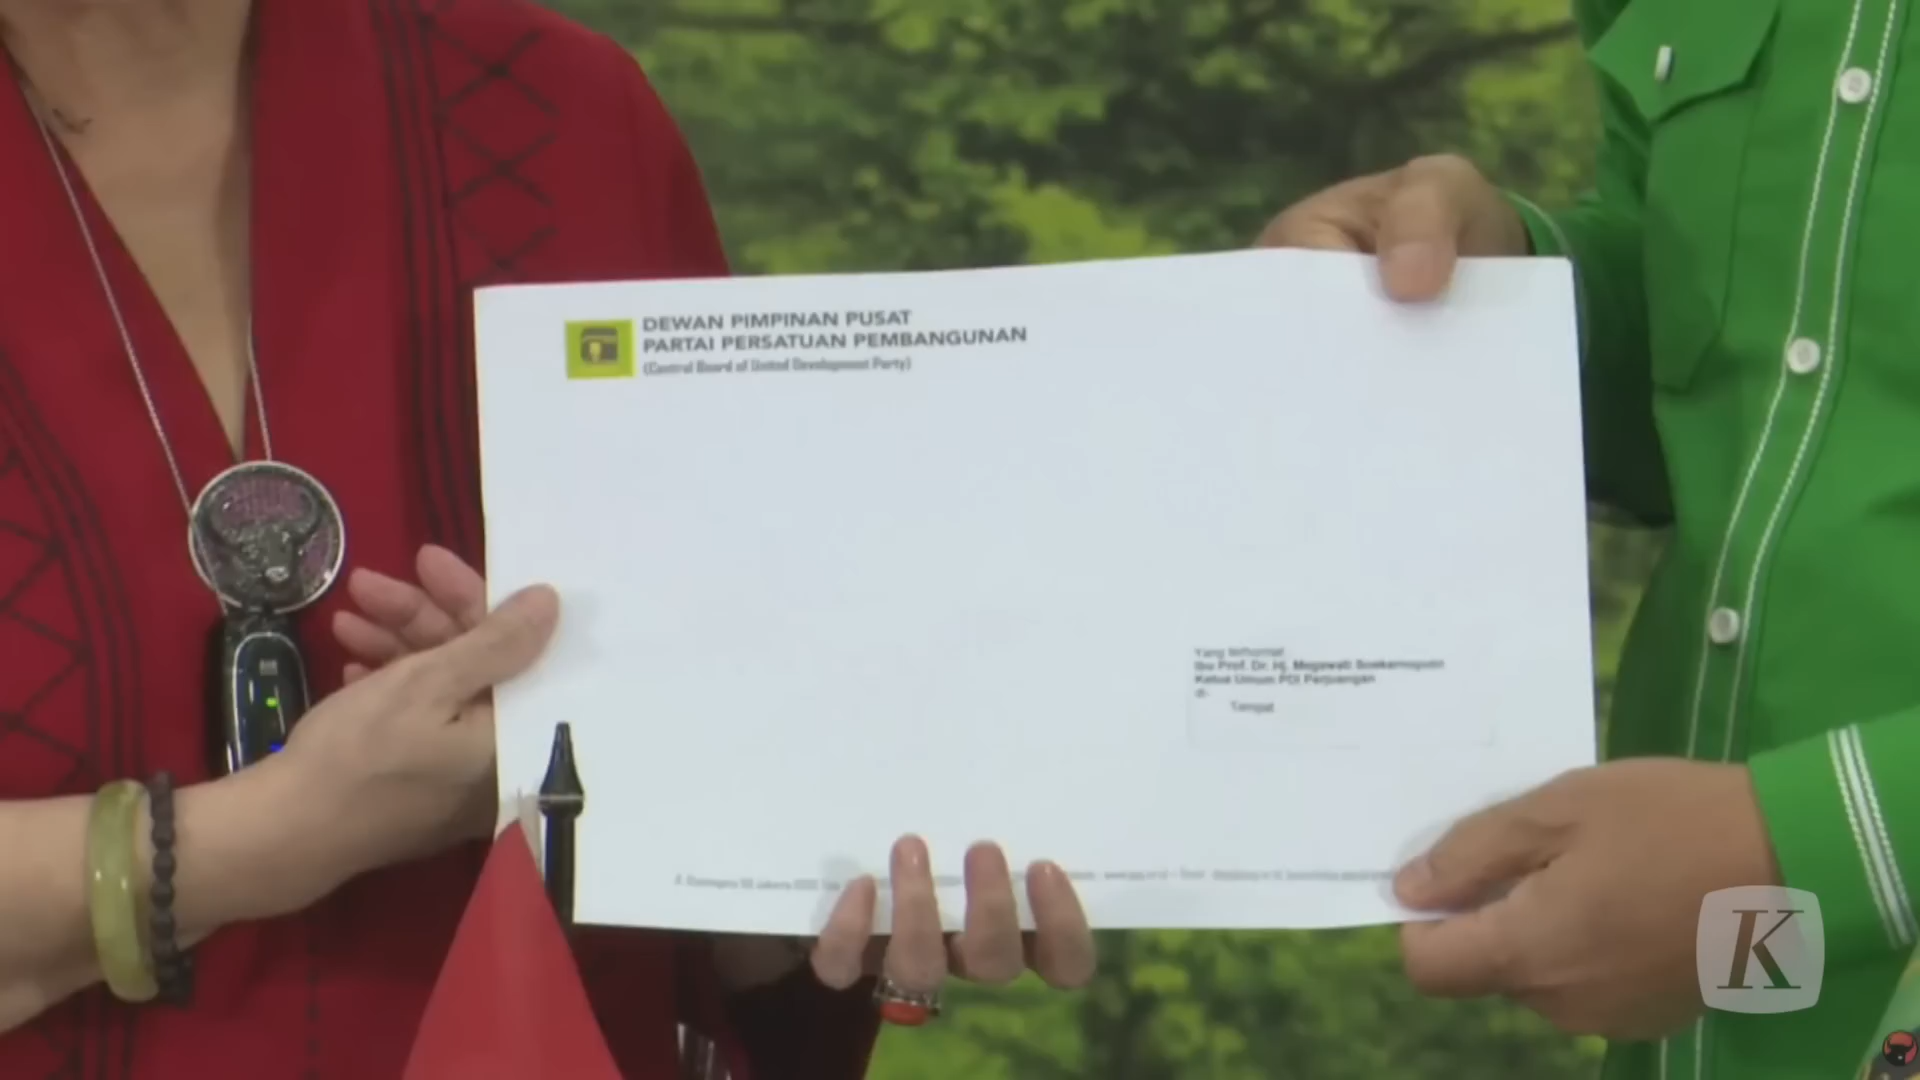 DEWAN PIMPINAN PUSAT
PARTAI PERSATUAN PEMBANGUNAN
(Central Board of United Development Party)
Yang terhormat
Ibu Prof. Dr. Hj. Megawati Soekarnoputri
Ketua Umum PDI Perjuangan
di-
Tempat
K